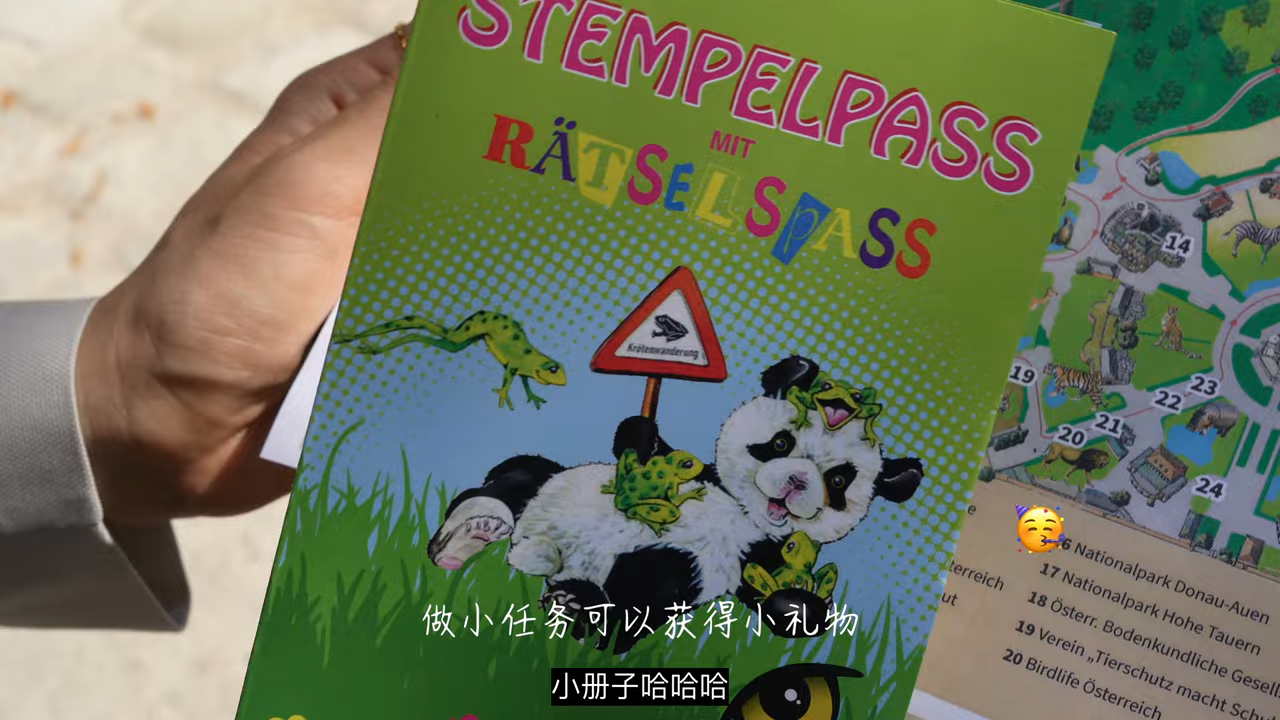 STEMPELPASS
MIT
RÄTSELSPASS
Krötenwanderung
14
19
23
22
21
20
24
e
terreich
ut
6 Nationalpark Donau-Auen
17 Nationalpark Hohe Tauern
18 Österr. Bodenkundliche Gesell
19 Verein „Tierschutz macht Schu
20 Birdlife Österreich
做小任务可以获得小礼物
小册子哈哈哈